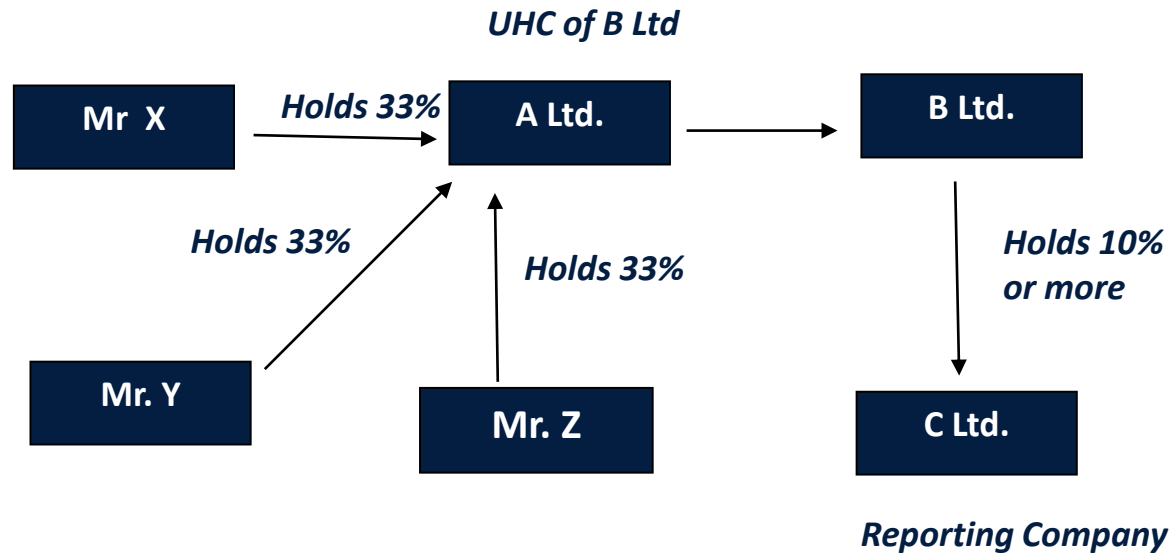 UHC of B Ltd
Mr  X
Holds 33%
A Ltd.
B Ltd.
Holds 33%
Holds 33%
Holds 10%
or more
Mr. Y
Mr. Z
C Ltd.
Reporting Company